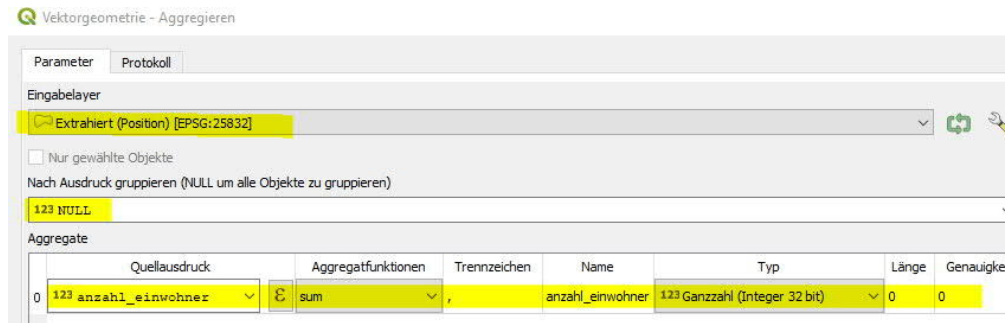 Vektorgeometrie - Aggregieren
Parameter Protokoll
Eingabelayer
Extrahiert (Position) [EPSG:25832]
Nur gewählte Objekte
Nach Ausdruck gruppieren (NULL um alle Objekte zu gruppieren)
123 NULL
Aggregate
Quellausdruck Aggregatfunktionen Trennzeichen Name Typ Länge Genauigke
0 123 anzahl_einwohner ε sum , anzahl_einwohner 123 Ganzzahl (Integer 32 bit) 0 0